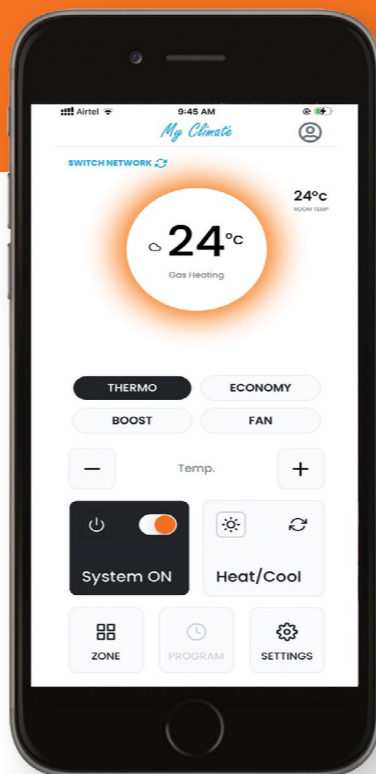 Airtel 9:45 AM
My Climate
SWITCH NETWORK
24°c
ROOM TEMP
24°c
Gas Heating
THERMO ECONOMY
BOOST FAN
− Temp. +
System ON Heat/Cool
ZONE PROGRAM SETTINGS